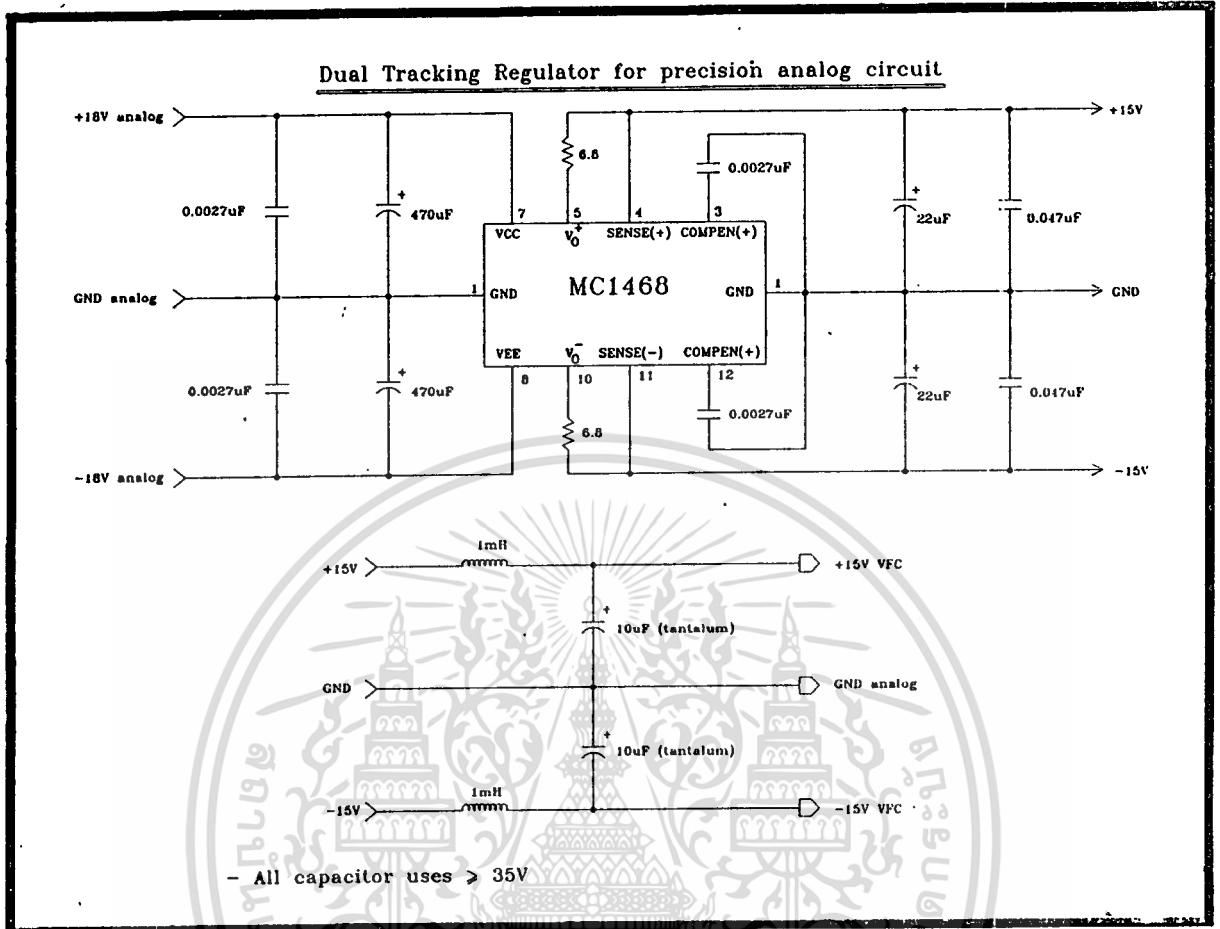 Dual Tracking Regulator for precision analog circuit
+18V analog
+15V
6.8
0.0027uF
0.0027uF
+
470uF
+
22uF
0.047uF
7
5
4
3
VCC
V0+
SENSE(+)
COMPEN(+)
GND analog
1
GND
MC1468
GND
1
GND
VEE
V0-
SENSE(-)
COMPEN(+)
8
10
11
12
0.0027uF
+
470uF
6.8
0.0027uF
+
22uF
0.047uF
-18V analog
-15V
1mH
+15V
+15V VFC
+
10uF (tantalum)
GND
GND analog
+
10uF (tantalum)
1mH
-15V
-15V VFC
- All capacitor uses ⩾ 35V